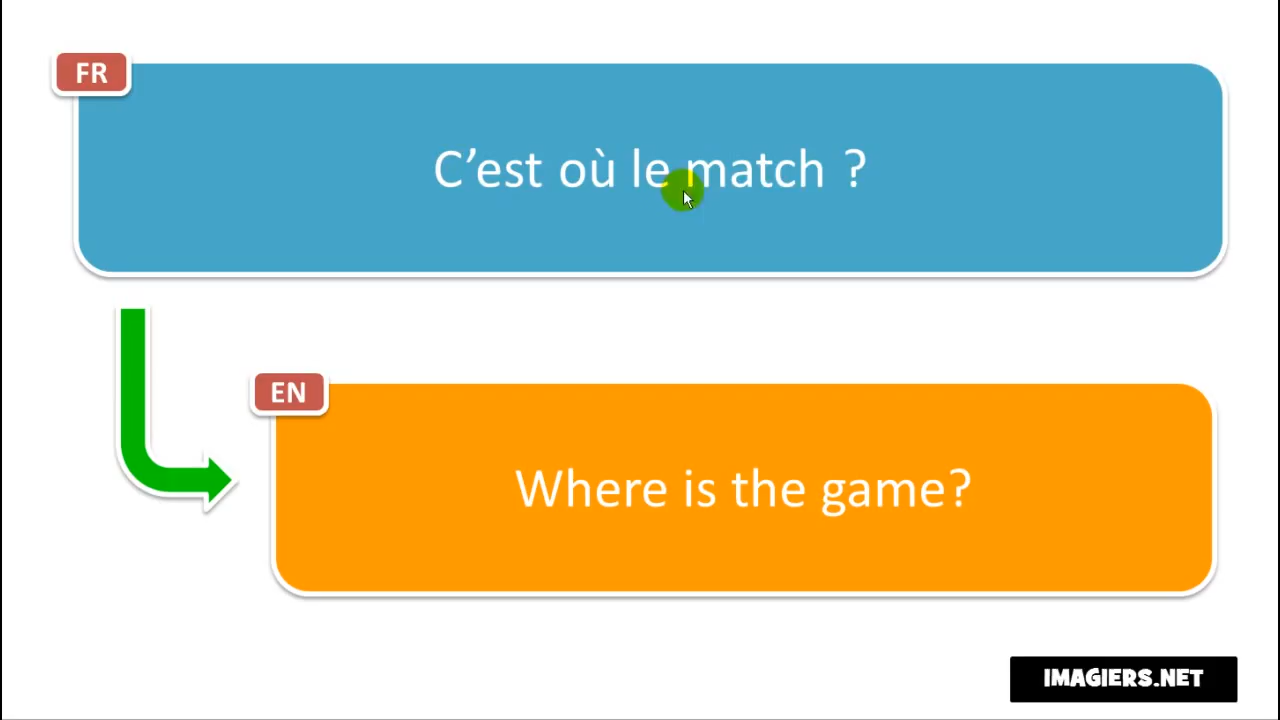 FR
C’est où le match ?
EN
Where is the game?
IMAGIERS.NET